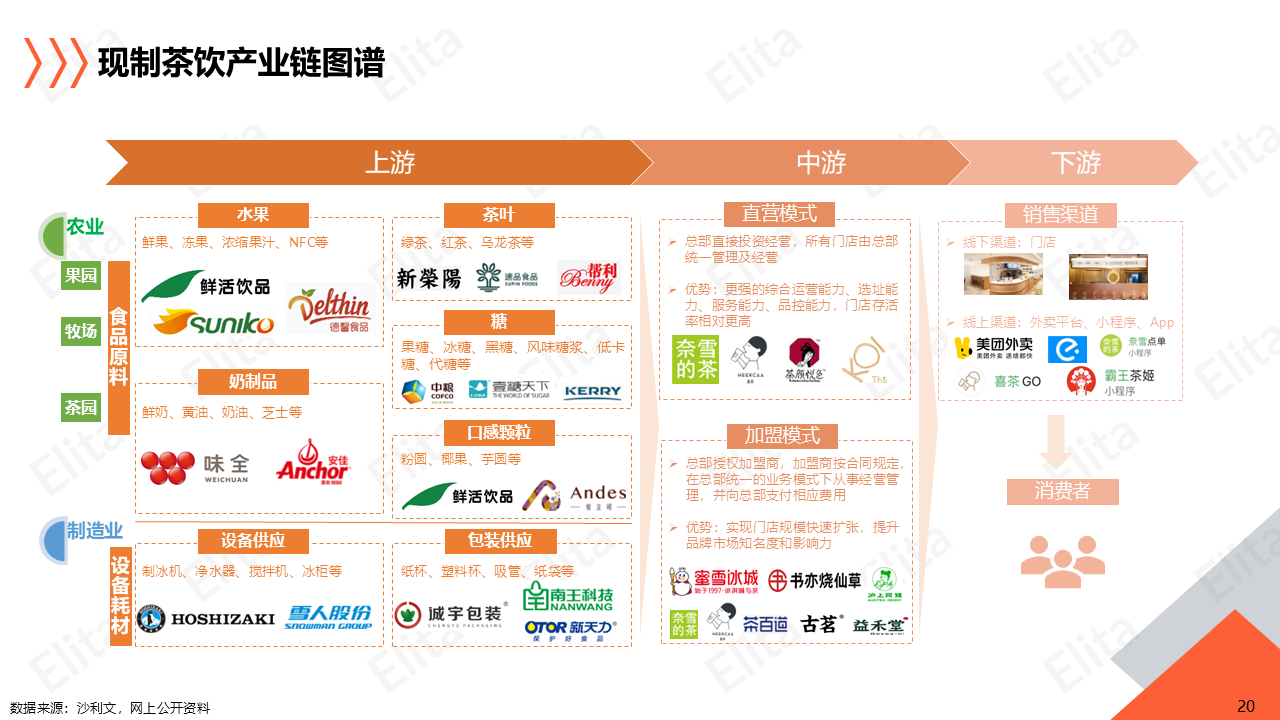 现制茶饮产业链图谱
上游
中游
下游
农业
果园
牧场
茶园
食品原料
水果
鲜果、冻果、浓缩果汁、NFC等
鲜活饮品
suniko
Delthin
德馨食品
茶叶
绿茶、红茶、乌龙茶等
新榮陽
速品食品
SUPIN FOODS
帮利
Benny
糖
果糖、冰糖、黑糖、风味糖浆、低卡
糖、代糖等
中粮
COFCO
壹糖天下
THE WORLD OF SUGAR
KERRY
奶制品
鲜奶、黄油、奶油、芝士等
味全
WEICHUAN
安佳
Anchor
口感颗粒
粉圆、椰果、芋圆等
鲜活饮品
Andes
制造业
设备耗材
设备供应
制冰机、净水器、搅拌机、冰柜等
HOSHIZAKI
雪人股份
SNOWMAN GROUP
包装供应
纸杯、塑料杯、吸管、纸袋等
诚宇包装
CHENGYU PACKAGING
南王科技
NANWANG
OTOR 新天力
保护好食品
直营模式
总部直接投资经营，所有门店由总部
统一管理及经营
优势：更强的综合运营能力、选址能
力、服务能力、品控能力，门店存活
率相对更高
奈雪
的茶
HEEKCAA
喜茶
茶颜悦色
KOI
Thé
加盟模式
总部授权加盟商，加盟商按合同规定，
在总部统一的业务模式下从事经营管
理，并向总部支付相应费用
优势：实现门店规模快速扩张，提升
品牌市场知名度和影响力
蜜雪冰城
始于1997·冰淇淋与茶
书亦烧仙草
沪上阿姨
奈雪
的茶
HEEKCAA
茶百道
古茗
益禾堂
销售渠道
线下渠道：门店
线上渠道：外卖平台、小程序、App
美团外卖
美团外卖 送啥都快
奈雪
的茶
奈雪点单
小程序
喜茶GO
霸王茶姬
小程序
消费者
数据来源：沙利文，网上公开资料
20
Elita